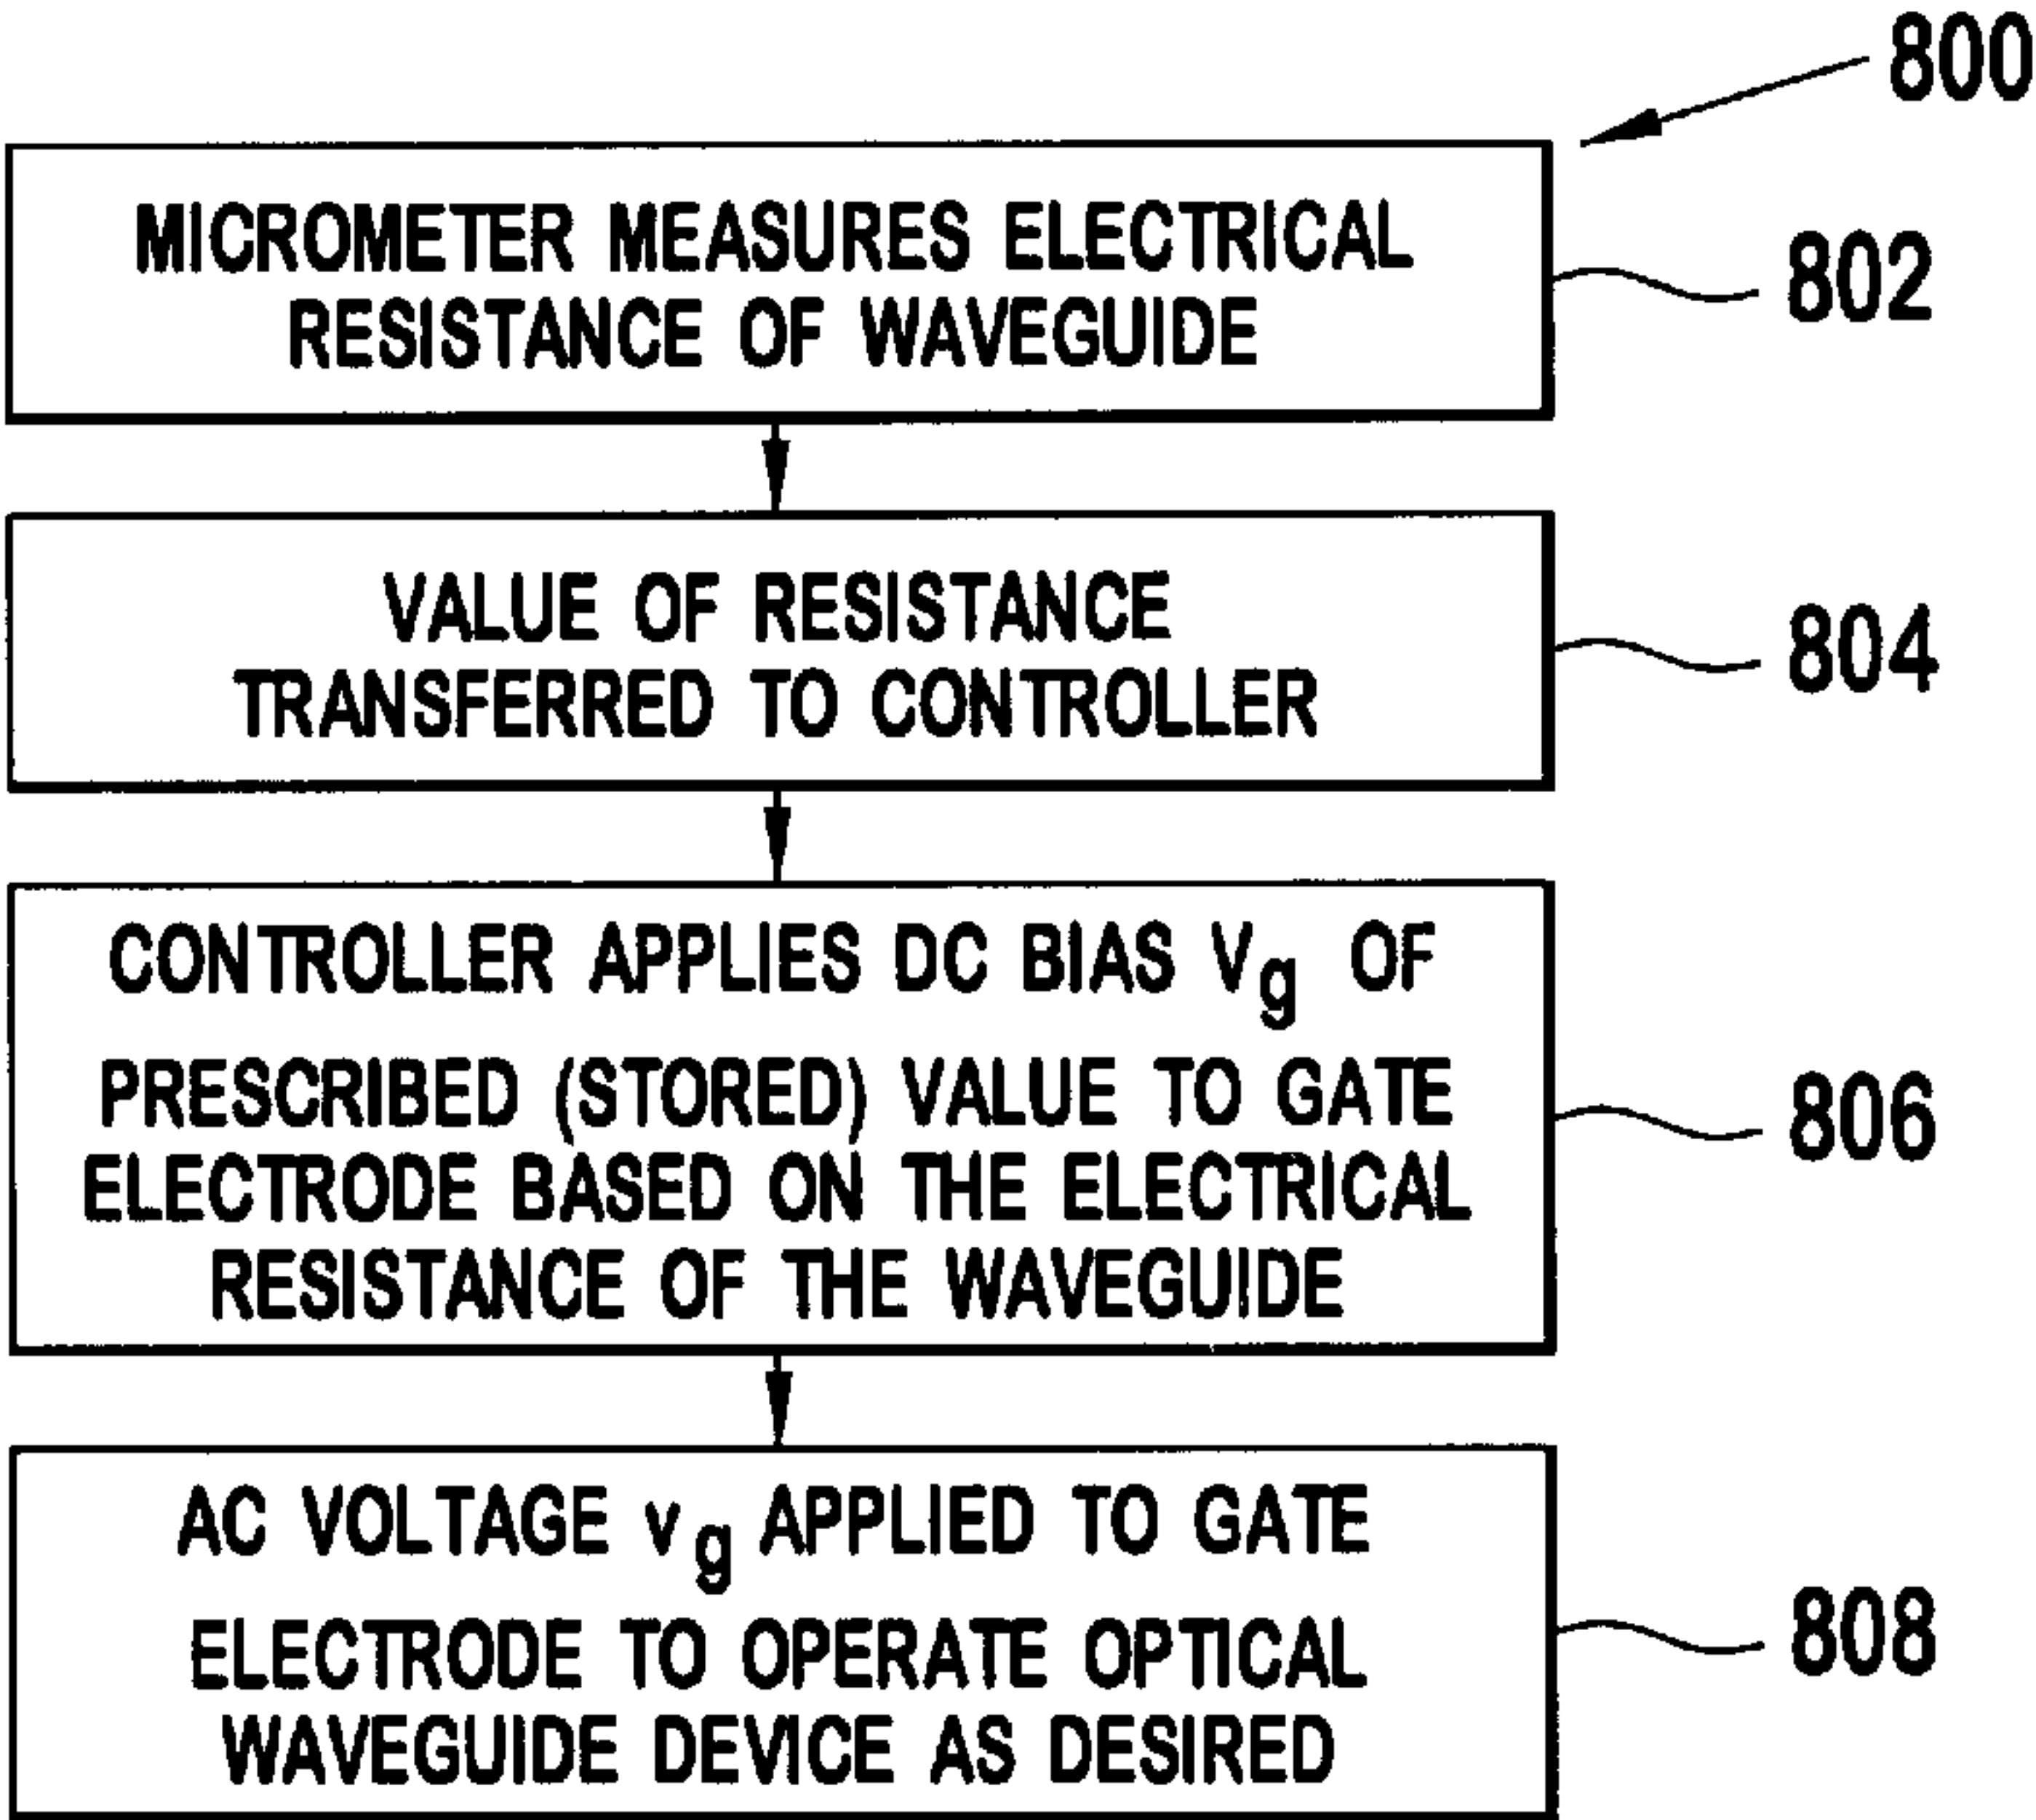 800
MICROMETER MEASURES ELECTRICAL
RESISTANCE OF WAVEGUIDE
802
VALUE OF RESISTANCE
TRANSFERRED TO CONTROLLER
804
CONTROLLER APPLIES DC BIAS Vg OF
PRESCRIBED (STORED) VALUE TO GATE
ELECTRODE BASED ON THE ELECTRICAL
RESISTANCE OF THE WAVEGUIDE
806
AC VOLTAGE vg APPLIED TO GATE
ELECTRODE TO OPERATE OPTICAL
WAVEGUIDE DEVICE AS DESIRED
808